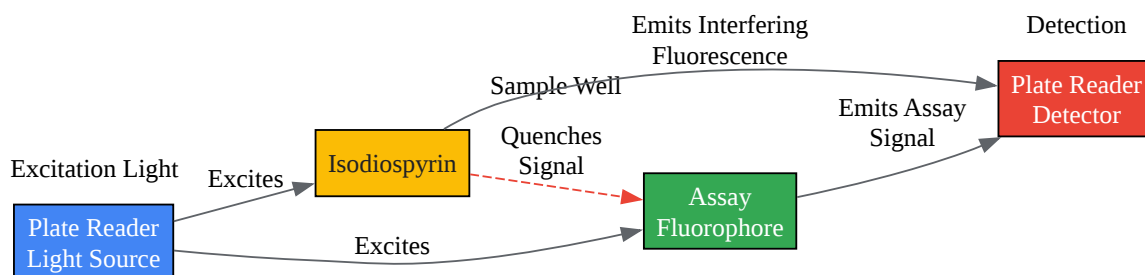 Excitation Light
Plate Reader
Light Source
Excites
Excites
Sample Well
Isodiospyrin
Quenches
Signal
Emits Interfering
Fluorescence
Assay
Fluorophore
Emits Assay
Signal
Detection
Plate Reader
Detector